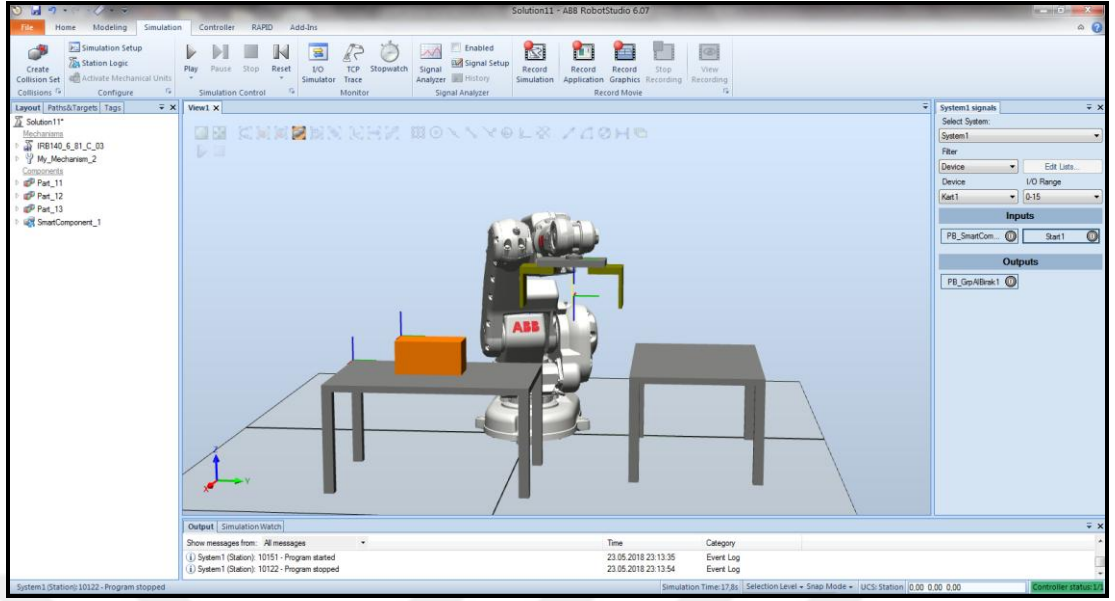 Solution11 - ABB RobotStudio 6.07
File Home Modeling Simulation Controller RAPID Add-Ins
Create Collision Set
Simulation Setup
Station Logic
Activate Mechanical Units
Play Pause Stop Reset
I/O Simulator
TCP Trace
Stopwatch
Signal Analyzer
Enabled
Signal Setup
History
Record Simulation
Record Application
Record Graphics
Stop Recording
View Recording
Collisions Configure Simulation Control Monitor Signal Analyzer Record Movie
Layout Paths&Targets Tags
View1
System1 signals
Solution11*
Mechanisms
IRB140_6_81_C_03
My_Mechanism_2
Components
Part_11
Part_12
Part_13
SmartComponent_1
ABB
Z
Y
X
Select System:
System1
Filter
Device Edit Lists...
Device I/O Range
Kart1 0-15
Inputs
PB_SmartCom... Start1
Outputs
PB_GrpAlBirak1
Output Simulation Watch
Show messages from: All messages Time Category
System1 (Station): 10151 - Program started 23.05.2018 23:13:35 Event Log
System1 (Station): 10122 - Program stopped 23.05.2018 23:13:54 Event Log
System1 (Station): 10122 - Program stopped Simulation Time: 17,8s Selection Level Snap Mode UCS: Station 0.00 0.00 0.00 Controller status: 1/1